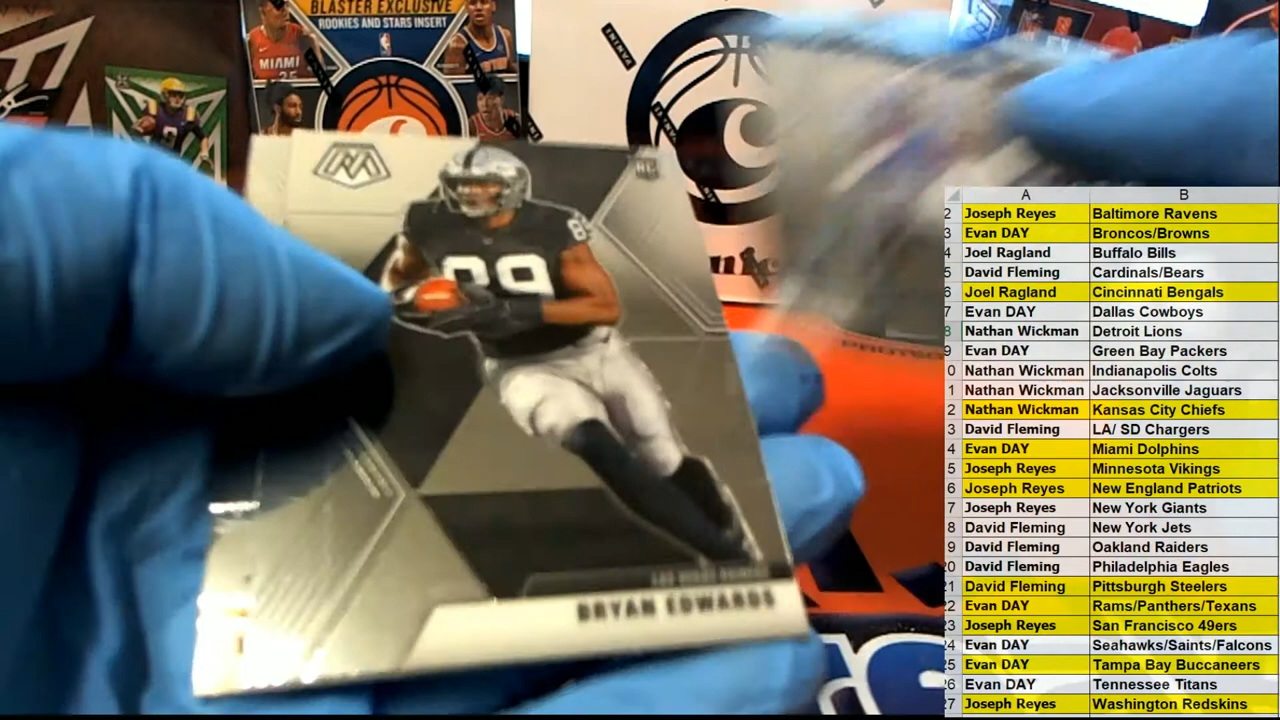 BLASTER EXCLUSIVE
ROOKIES AND STARS INSERT
MIAMI
PANINI
RC
89
LAS VEGAS RAIDERS
BRYAN EDWARDS
A B
2 Joseph Reyes Baltimore Ravens
3 Evan DAY Broncos/Browns
4 Joel Ragland Buffalo Bills
5 David Fleming Cardinals/Bears
6 Joel Ragland Cincinnati Bengals
7 Evan DAY Dallas Cowboys
8 Nathan Wickman Detroit Lions
9 Evan DAY Green Bay Packers
0 Nathan Wickman Indianapolis Colts
1 Nathan Wickman Jacksonville Jaguars
2 Nathan Wickman Kansas City Chiefs
3 David Fleming LA/ SD Chargers
4 Evan DAY Miami Dolphins
5 Joseph Reyes Minnesota Vikings
6 Joseph Reyes New England Patriots
7 Joseph Reyes New York Giants
8 David Fleming New York Jets
9 David Fleming Oakland Raiders
20 David Fleming Philadelphia Eagles
21 David Fleming Pittsburgh Steelers
22 Evan DAY Rams/Panthers/Texans
23 Joseph Reyes San Francisco 49ers
24 Evan DAY Seahawks/Saints/Falcons
25 Evan DAY Tampa Bay Buccaneers
26 Evan DAY Tennessee Titans
27 Joseph Reyes Washington Redskins